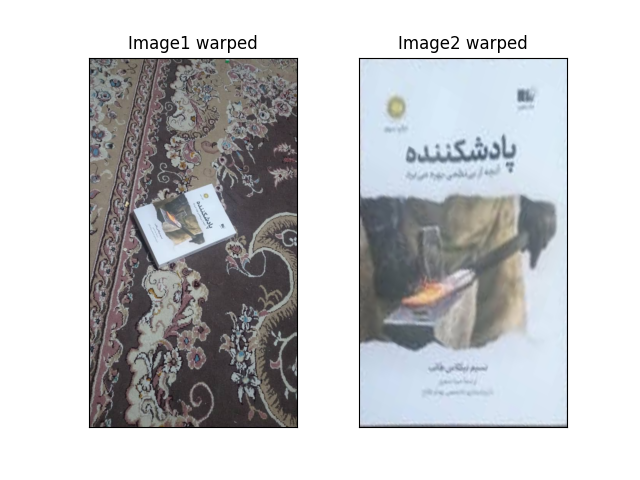 Image1 warped
Image2 warped
پادشکننده
آنچه از بی‌نظمی بهره می‌برد
نسیم نیکلاس طالب